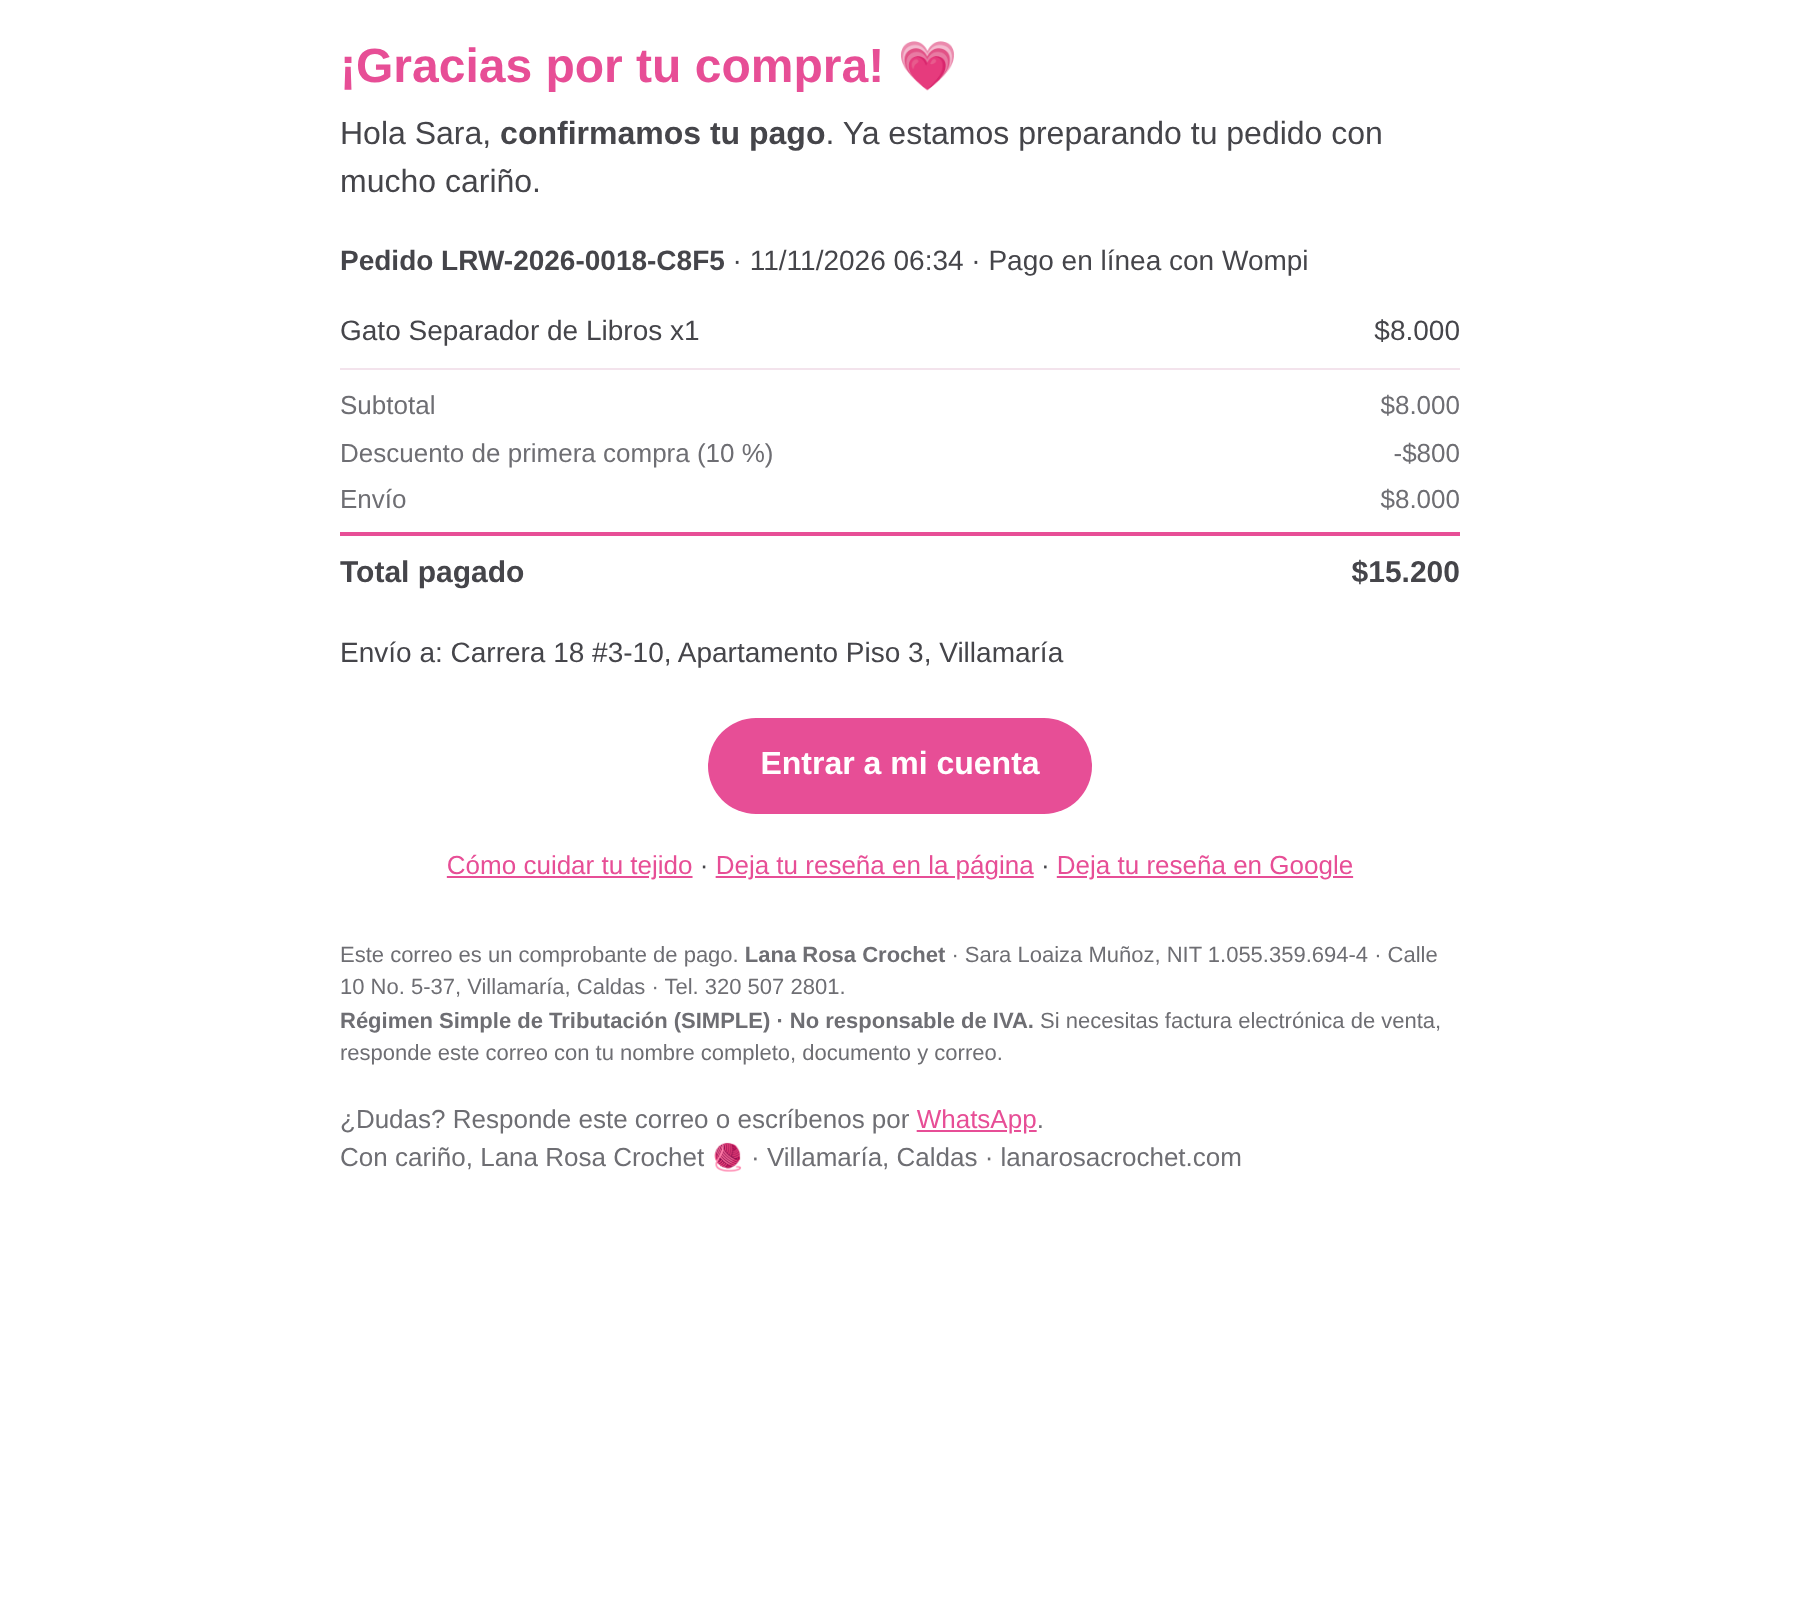 ¡Gracias por tu compra! 💗
Hola Sara, confirmamos tu pago. Ya estamos preparando tu pedido con
mucho cariño.
Pedido LRW-2026-0018-C8F5 · 11/11/2026 06:34 · Pago en línea con Wompi
Gato Separador de Libros x1 $8.000
Subtotal $8.000
Descuento de primera compra (10 %) -$800
Envío $8.000
Total pagado $15.200
Envío a: Carrera 18 #3-10, Apartamento Piso 3, Villamaría
Entrar a mi cuenta
Cómo cuidar tu tejido · Deja tu reseña en la página · Deja tu reseña en Google
Este correo es un comprobante de pago. Lana Rosa Crochet · Sara Loaiza Muñoz, NIT 1.055.359.694-4 · Calle
10 No. 5-37, Villamaría, Caldas · Tel. 320 507 2801.
Régimen Simple de Tributación (SIMPLE) · No responsable de IVA. Si necesitas factura electrónica de venta,
responde este correo con tu nombre completo, documento y correo.
¿Dudas? Responde este correo o escríbenos por WhatsApp.
Con cariño, Lana Rosa Crochet 🧶 · Villamaría, Caldas · lanarosacrochet.com